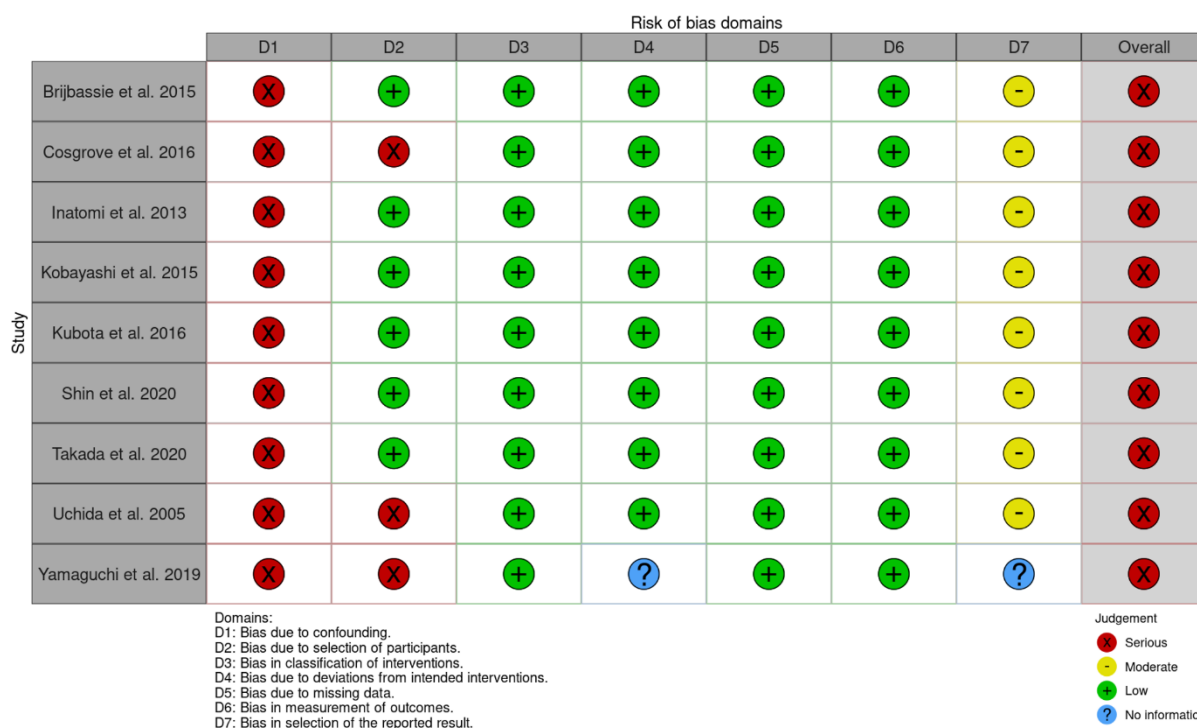 Risk of bias domains
D1 D2 D3 D4 D5 D6 D7 Overall
Study
Brijbassie et al. 2015 X + + + + + - X
Cosgrove et al. 2016 X X + + + + - X
Inatomi et al. 2013 X + + + + + - X
Kobayashi et al. 2015 X + + + + + - X
Kubota et al. 2016 X + + + + + - X
Shin et al. 2020 X + + + + + - X
Takada et al. 2020 X + + + + + - X
Uchida et al. 2005 X X + + + + - X
Yamaguchi et al. 2019 X X + ? + + ? X
Domains:
D1: Bias due to confounding.
D2: Bias due to selection of participants.
D3: Bias in classification of interventions.
D4: Bias due to deviations from intended interventions.
D5: Bias due to missing data.
D6: Bias in measurement of outcomes.
D7: Bias in selection of the reported result.
Judgement
X Serious
- Moderate
+ Low
? No informatio